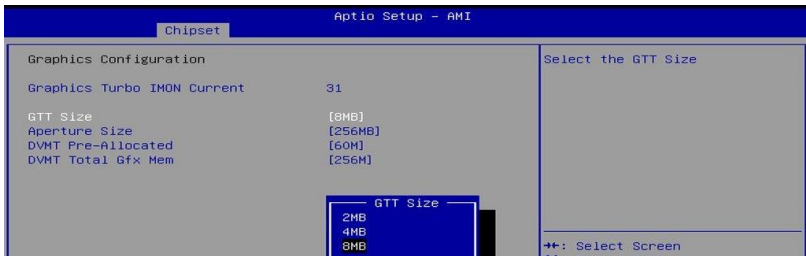 Aptio Setup - AMI
Chipset
Graphics Configuration
Select the GTT Size
Graphics Turbo IMON Current 31
GTT Size [8MB]
Aperture Size [256MB]
DVMT Pre-Allocated [60M]
DVMT Total Gfx Mem [256M]
GTT Size
2MB
4MB
8MB
→←: Select Screen